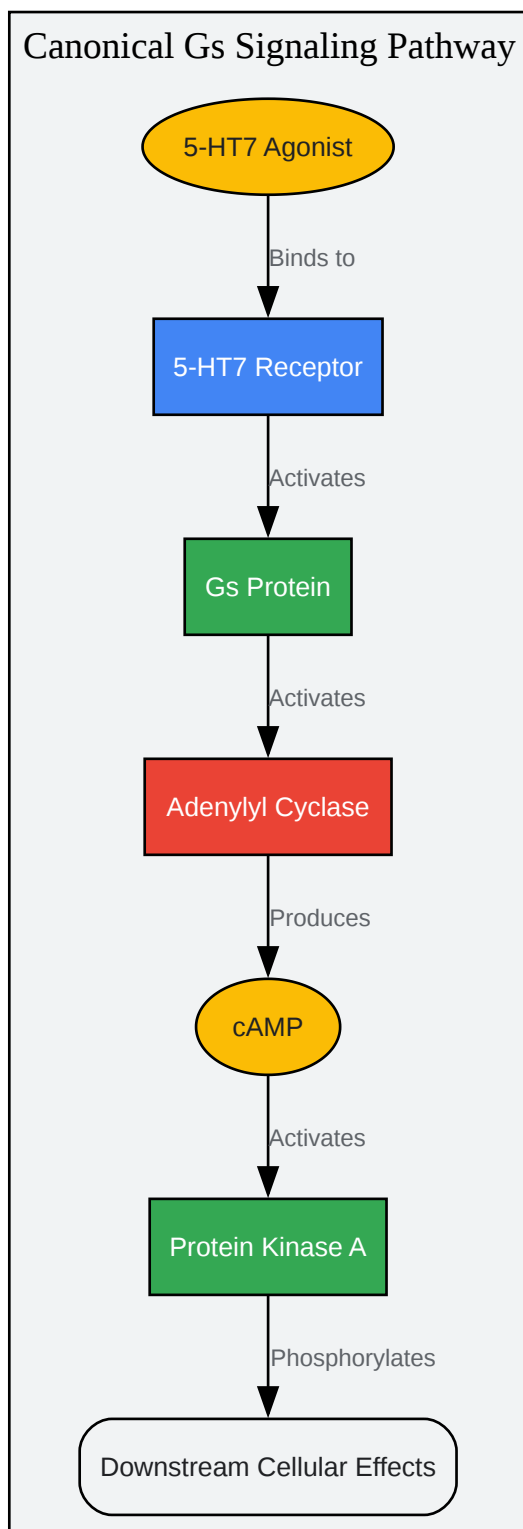 Canonical Gs Signaling Pathway
5-HT7 Agonist
Binds to
5-HT7 Receptor
Activates
Gs Protein
Activates
Adenylyl Cyclase
Produces
cAMP
Activates
Protein Kinase A
Phosphorylates
Downstream Cellular Effects